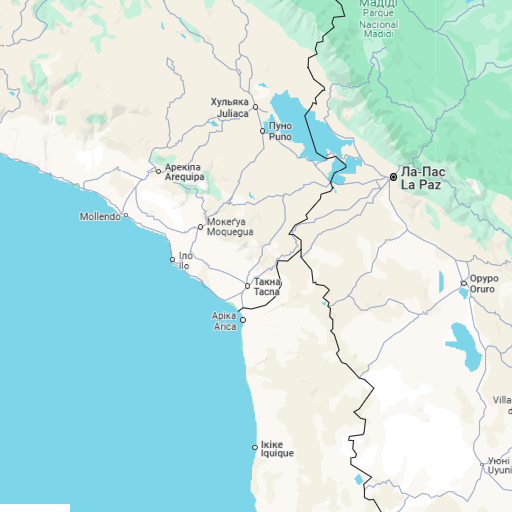 Мадіді
Parque
Nacional
Madidi
Хульяка
Juliaca
Пуно
Puno
Арекіпа
Arequipa
Ла-Пас
La Paz
Mollendo
Мокеґуа
Moquegua
Іло
Ilo
Такна
Tacna
Оруро
Oruro
Аріка
Arica
Villa
d
Ікіке
Iquique
Уюні
Uyuni